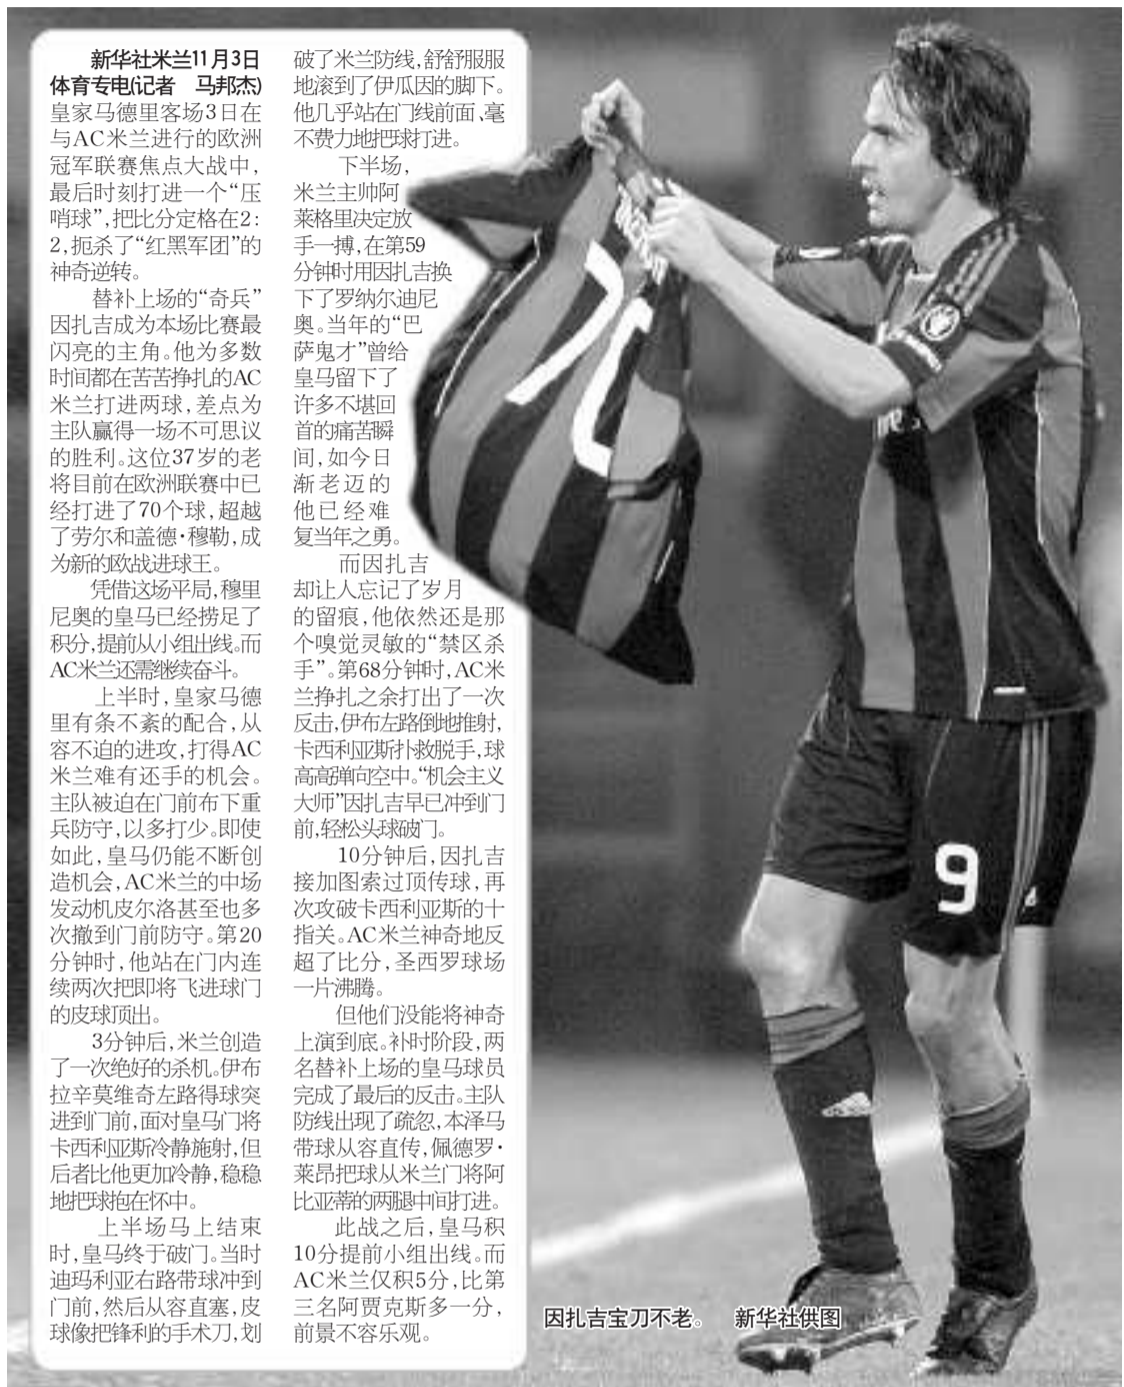 新华社米兰11月3日
体育专电(记者 马邦杰)
皇家马德里客场3日在
与AC米兰进行的欧洲
冠军联赛焦点大战中，
最后时刻打进一个“压
哨球”，把比分定格在2：
2，扼杀了“红黑军团”的
神奇逆转。
替补上场的“奇兵”
因扎吉成为本场比赛最
闪亮的主角。他为多数
时间都在苦苦挣扎的AC
米兰打进两球，差点为
主队赢得一场不可思议
的胜利。这位37岁的老
将目前在欧洲联赛中已
经打进了70个球，超越
了劳尔和盖德·穆勒，成
为新的欧战进球王。
凭借这场平局，穆里
尼奥的皇马已经捞足了
积分，提前从小组出线。而
AC米兰还需继续奋斗。
上半时，皇家马德
里有条不紊的配合，从
容不迫的进攻，打得AC
米兰难有还手的机会。
主队被迫在门前布下重
兵防守，以多打少。即使
如此，皇马仍能不断创
造机会，AC米兰的中场
发动机皮尔洛甚至也多
次撤到门前防守。第20
分钟时，他站在门内连
续两次把即将飞进球门
的皮球顶出。
3分钟后，米兰创造
了一次绝好的杀机。伊布
拉辛莫维奇左路得球突
进到门前，面对皇马门将
卡西利亚斯冷静施射，但
后者比他更加冷静，稳稳
地把球抱在怀中。
上半场马上结束
时，皇马终于破门。当时
迪玛利亚右路带球冲到
门前，然后从容直塞，皮
球像把锋利的手术刀，划
破了米兰防线，舒舒服服
地滚到了伊瓜因的脚下。
他几乎站在门线前面、毫
不费力地把球打进。
下半场，
米兰主帅阿
莱格里决定放
手一搏，在第59
分钟时用因扎吉换
下了罗纳尔迪尼
奥。当年的“巴
萨鬼才”曾给
皇马留下了
许多不堪回
首的痛苦瞬
间，如今日
渐老迈的
他已经难
复当年之勇。
而因扎吉
却让人忘记了岁月
的留痕，他依然还是那
个嗅觉灵敏的“禁区杀
手”。第68分钟时，AC米
兰挣扎之余打出了一次
反击，伊布左路倒地推射，
卡西利亚斯扑救脱手，球
高高弹向空中。“机会主义
大师”因扎吉早已冲到门
前，轻松头球破门。
10分钟后，因扎吉
接加图索过顶传球，再
次攻破卡西利亚斯的十
指关。AC米兰神奇地反
超了比分，圣西罗球场
一片沸腾。
但他们没能将神奇
上演到底。补时阶段，两
名替补上场的皇马球员
完成了最后的反击。主队
防线出现了疏忽，本泽马
带球从容直传，佩德罗·
莱昂把球从米兰门将阿
比亚蒂的两腿中间打进。
此战之后，皇马积
10分提前小组出线。而
AC米兰仅积5分，比第
三名阿贾克斯多一分，
前景不容乐观。
9
因扎吉宝刀不老。 新华社供图